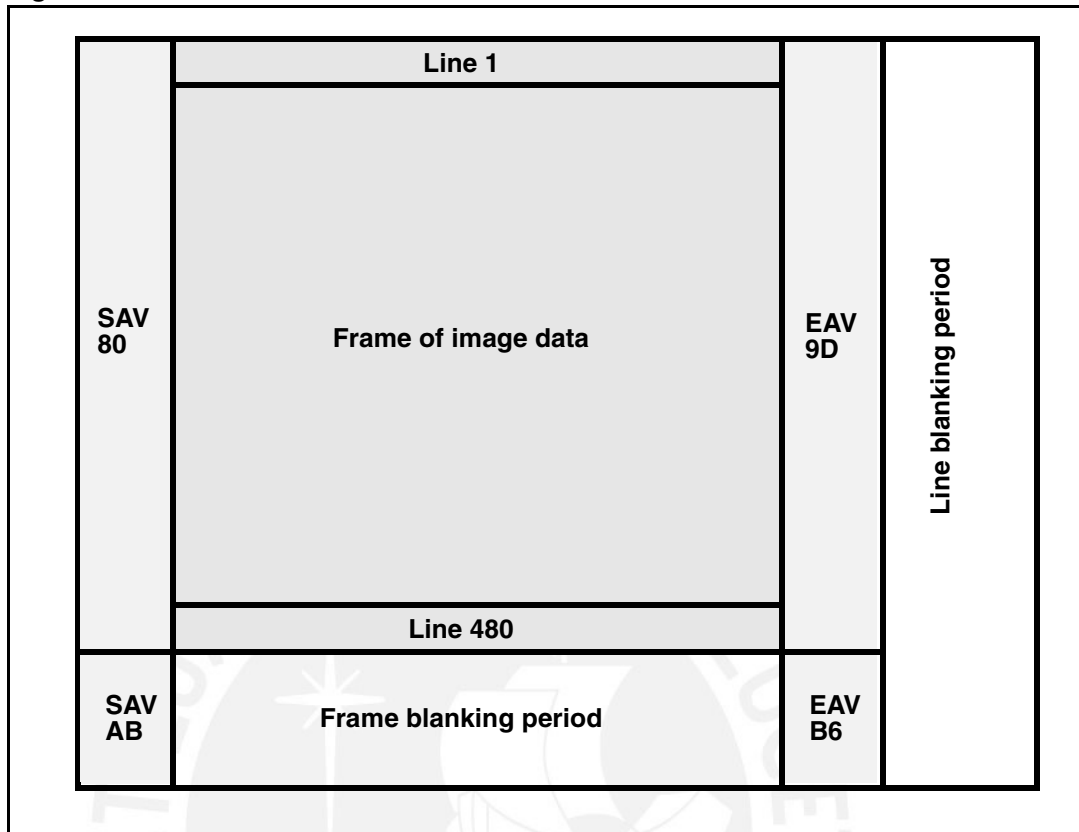 Line 1
SAV
80
Frame of image data
EAV
9D
Line blanking period
Line 480
SAV
AB
Frame blanking period
EAV
B6